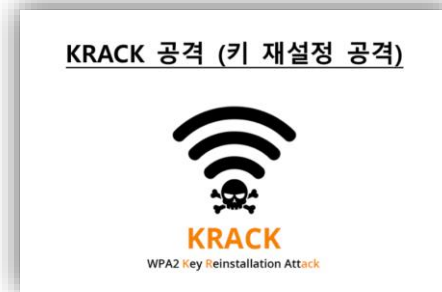 KRACK 공격 (키 재설정 공격)
KRACK
WPA2 Key Reinstallation Attack